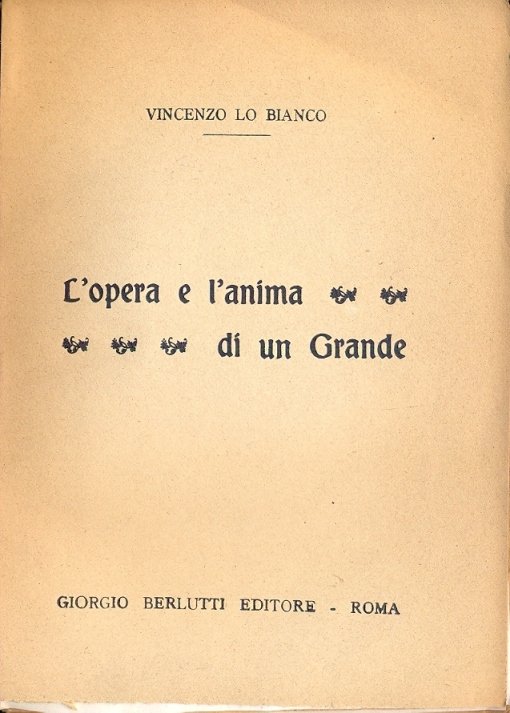 VINCENZO LO BIANCO
L'opera e l'anima
di un Grande
GIORGIO BERLUTTI EDITORE - ROMA